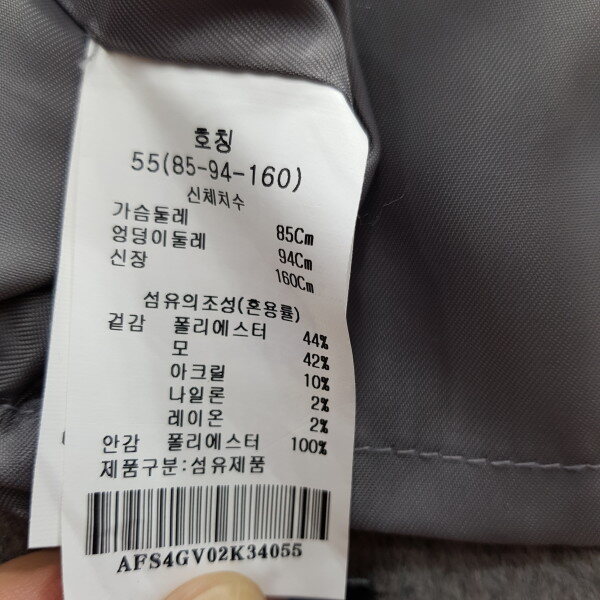 호칭
55(85-94-160)
신체치수
가슴둘레 85Cm
엉덩이둘레 94Cm
신장 160Cm
섬유의조성(혼용률)
겉감 폴리에스터 44%
모 42%
아크릴 10%
나일론 2%
레이온 2%
안감 폴리에스터 100%
제품구분:섬유제품
AFS4GV02K34055